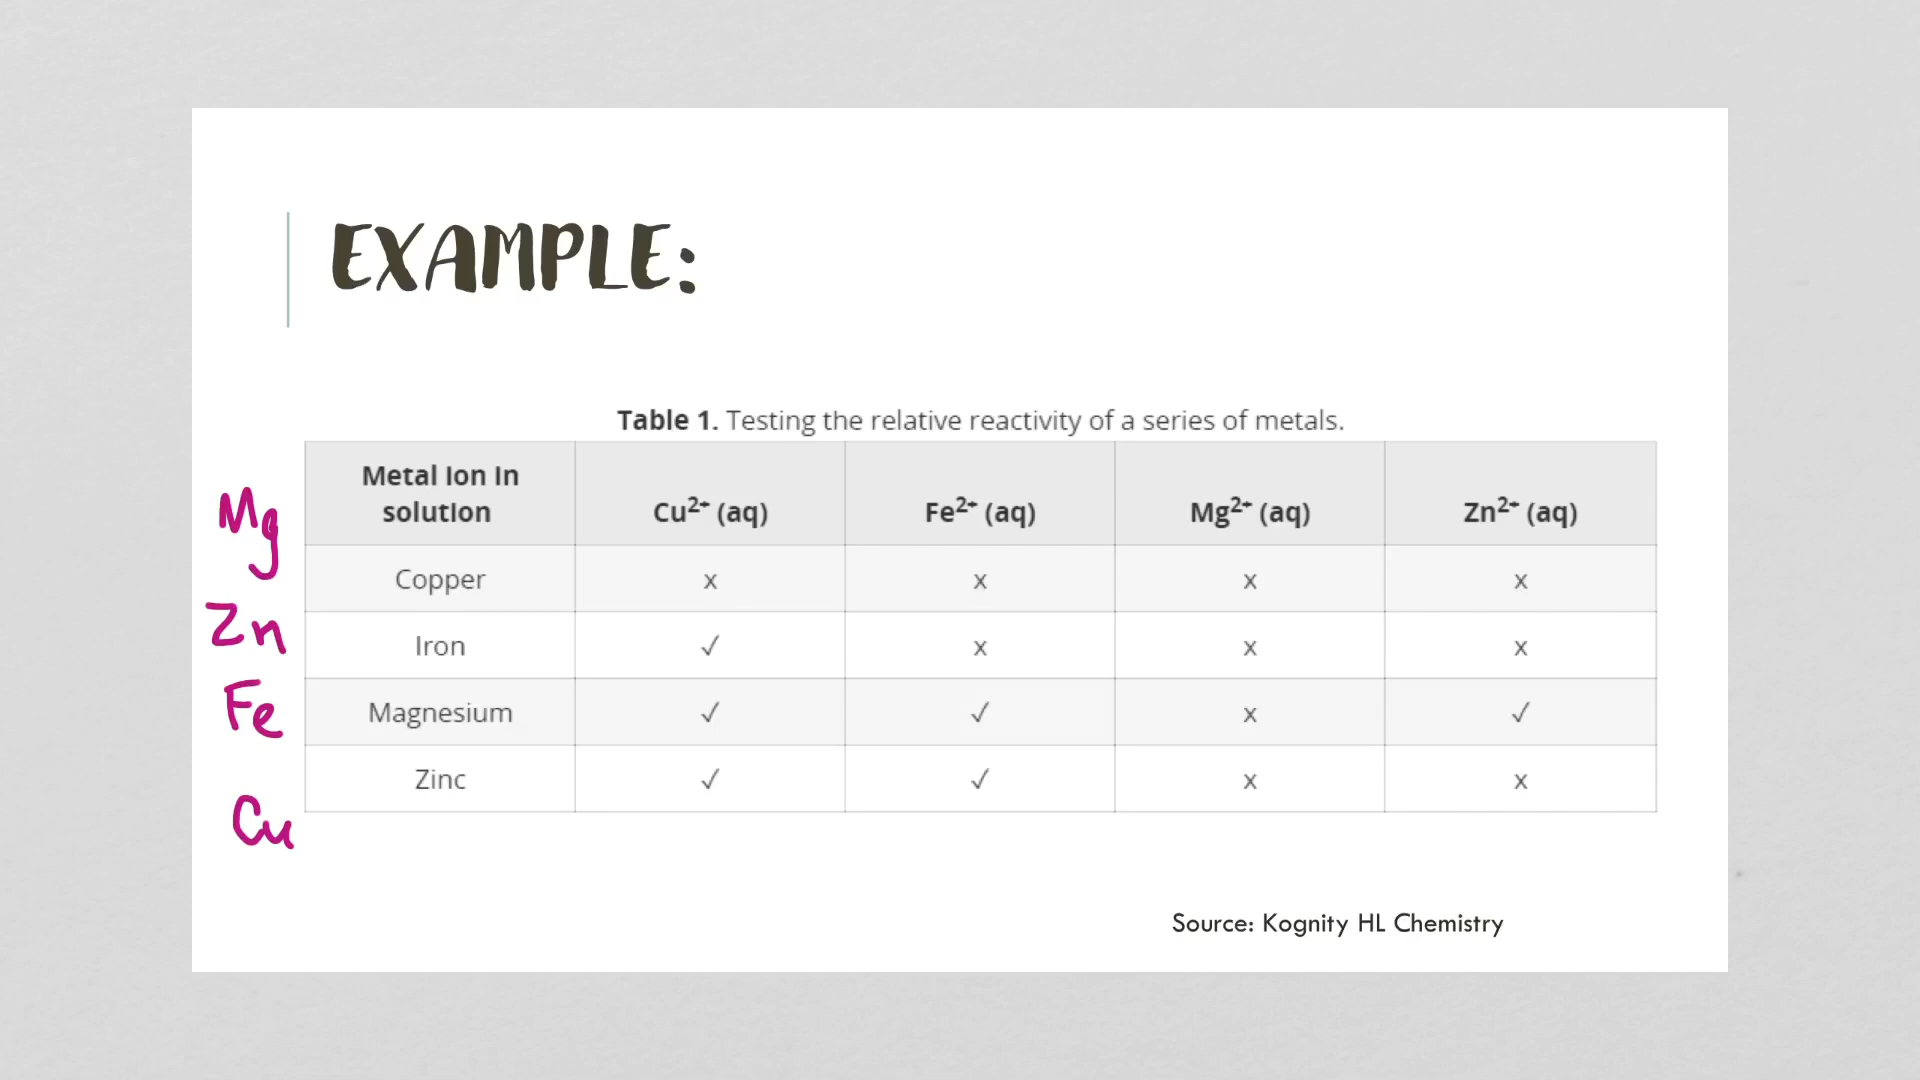 EXAMPLE:
Table 1. Testing the relative reactivity of a series of metals.
Metal Ion In solution Cu2+ (aq) Fe2+ (aq) Mg2+ (aq) Zn2+ (aq)
Copper x x x x
Iron ✓ x x x
Magnesium ✓ ✓ x ✓
Zinc ✓ ✓ x x
Mg
Zn
Fe
Cu
Source: Kognity HL Chemistry